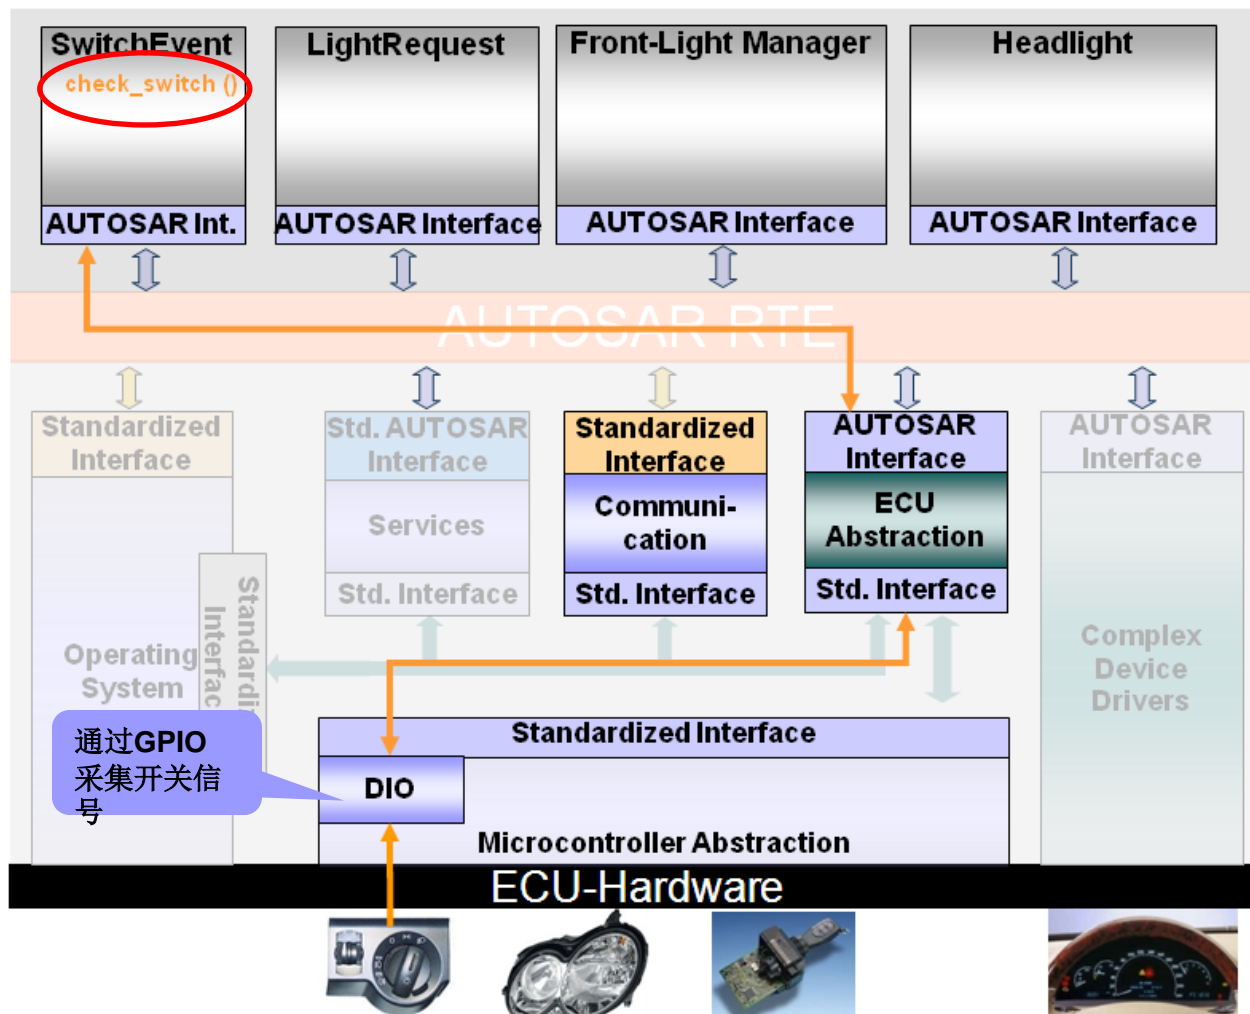 SwitchEvent
check_switch ()
AUTOSAR Int.
LightRequest
AUTOSAR Interface
Front-Light Manager
AUTOSAR Interface
Headlight
AUTOSAR Interface
AUTOSAR RTE
Standardized
Interface
Operating
System
Standardi
Interfac
Std. AUTOSAR
Interface
Services
Std. Interface
Standardized
Interface
Communi-
cation
Std. Interface
AUTOSAR
Interface
ECU
Abstraction
Std. Interface
AUTOSAR
Interface
Complex
Device
Drivers
通过GPIO
采集开关信
号
Standardized Interface
DIO
Microcontroller Abstraction
ECU-Hardware